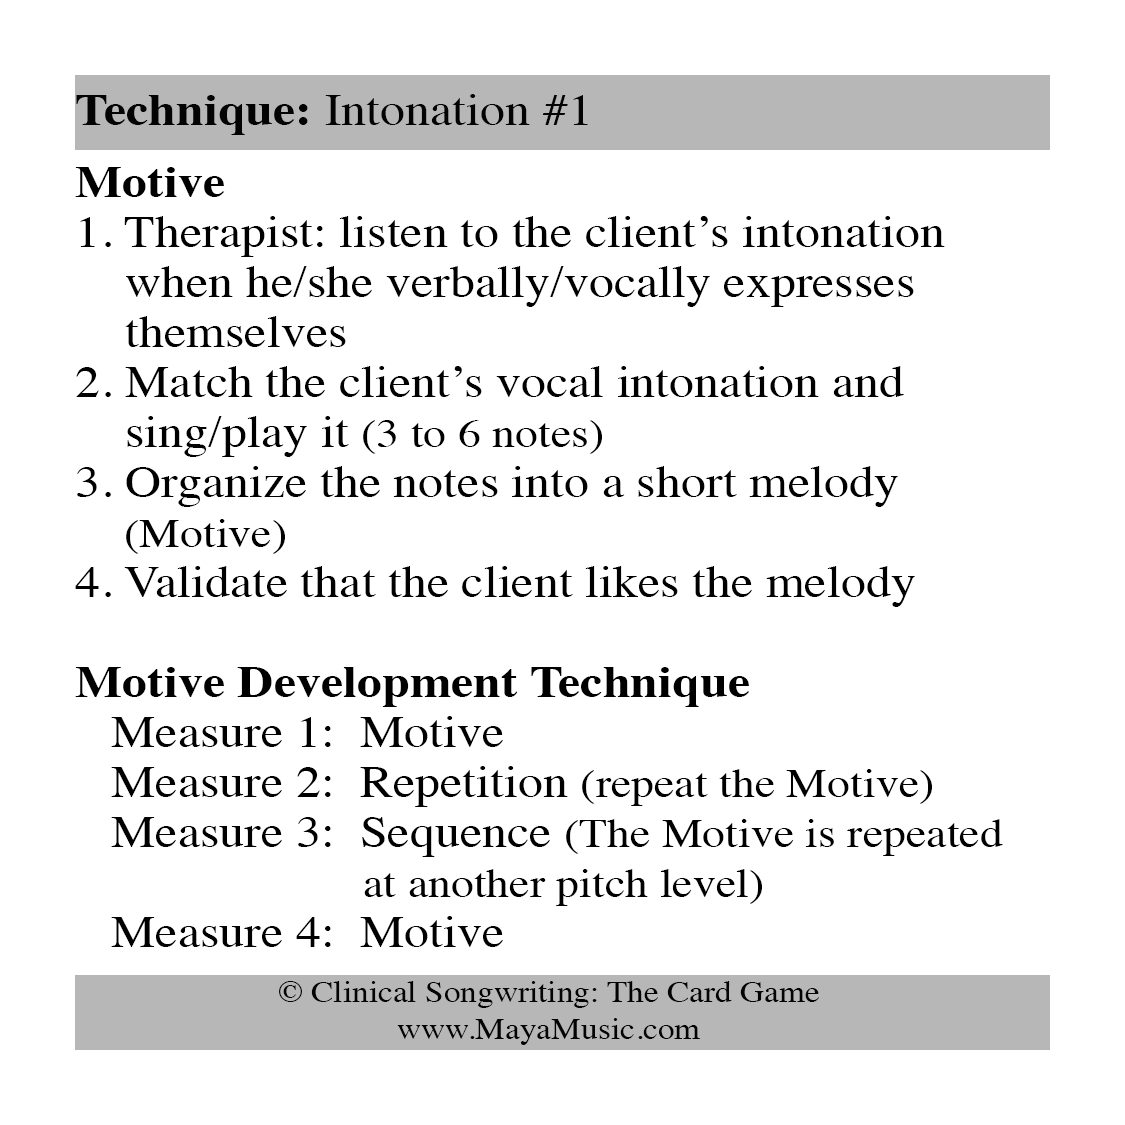 Technique: Intonation #1
Motive
1. Therapist: listen to the client’s intonation
when he/she verbally/vocally expresses
themselves
2. Match the client’s vocal intonation and
sing/play it (3 to 6 notes)
3. Organize the notes into a short melody
(Motive)
4. Validate that the client likes the melody
Motive Development Technique
Measure 1: Motive
Measure 2: Repetition (repeat the Motive)
Measure 3: Sequence (The Motive is repeated
at another pitch level)
Measure 4: Motive
© Clinical Songwriting: The Card Game
www.MayaMusic.com